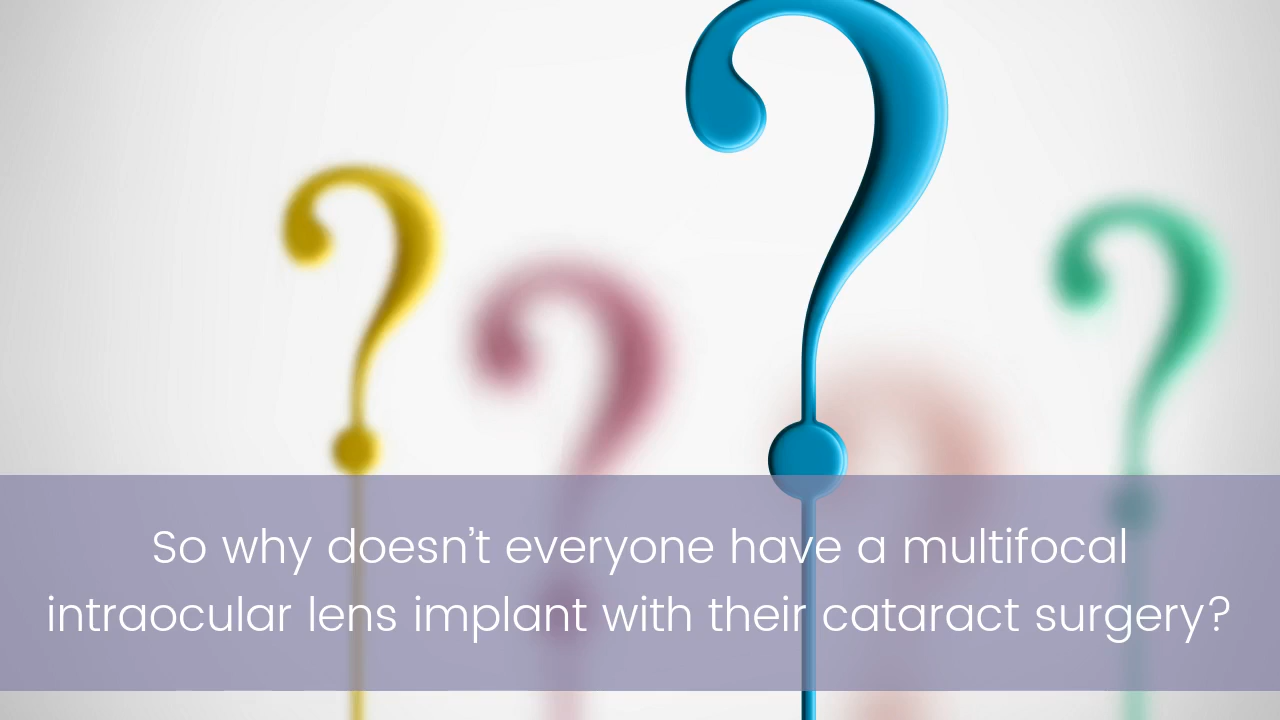 So why doesn’t everyone have a multifocal
intraocular lens implant with their cataract surgery?